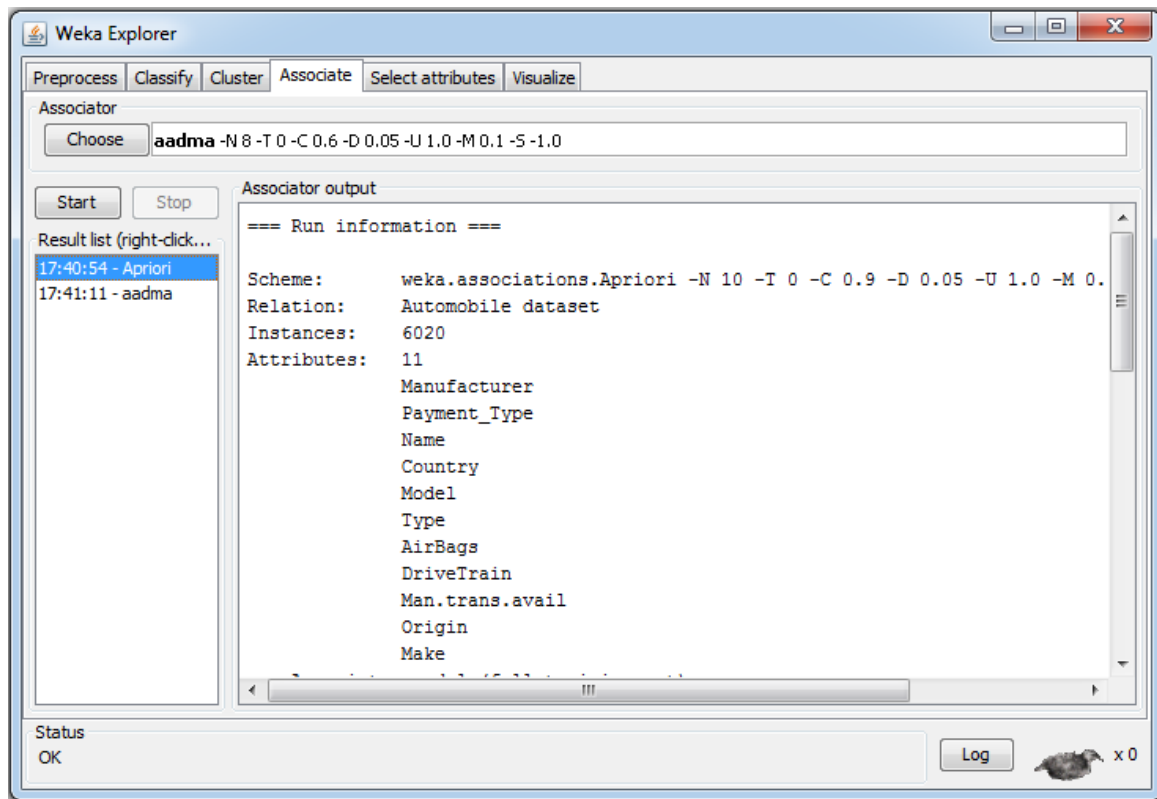 Weka Explorer
Preprocess Classify Cluster Associate Select attributes Visualize
Associator
Choose aadma -N 8 -T 0 -C 0.6 -D 0.05 -U 1.0 -M 0.1 -S -1.0
Start Stop
Result list (right-click...
17:40:54 - Apriori
17:41:11 - aadma
Associator output
=== Run information ===
Scheme: weka.associations.Apriori -N 10 -T 0 -C 0.9 -D 0.05 -U 1.0 -M 0.
Relation: Automobile dataset
Instances: 6020
Attributes: 11
Manufacturer
Payment_Type
Name
Country
Model
Type
AirBags
DriveTrain
Man.trans.avail
Origin
Make
Status
OK
Log
x 0